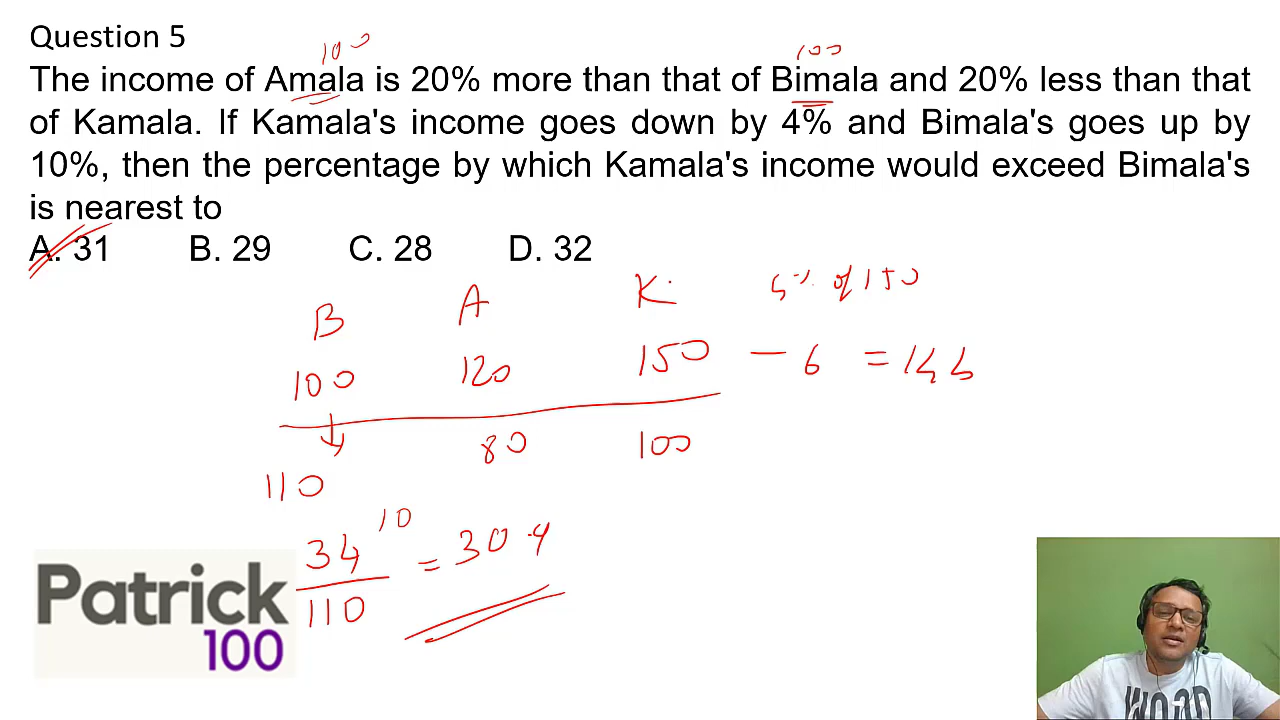 Question 5
100 100
The income of Amala is 20% more than that of Bimala and 20% less than that
of Kamala. If Kamala's income goes down by 4% and Bimala's goes up by
10%, then the percentage by which Kamala's income would exceed Bimala's
is nearest to
A. 31 B. 29 C. 28 D. 32
B A K % of 150
100 120 150 - 6 = 144
80 100
110
34 10
110 = 30.9
Patrick
100